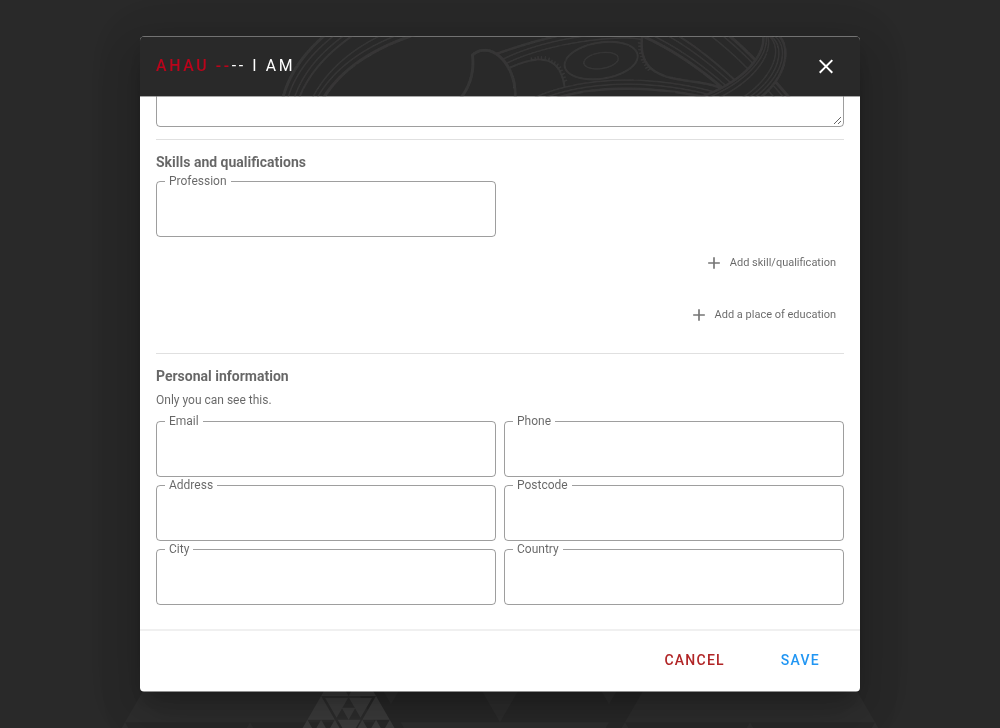 AHAU ---- I AM
Skills and qualifications
Profession
Add skill/qualification
Add a place of education
Personal information
Only you can see this.
Email
Phone
Address
Postcode
City
Country
CANCEL
SAVE